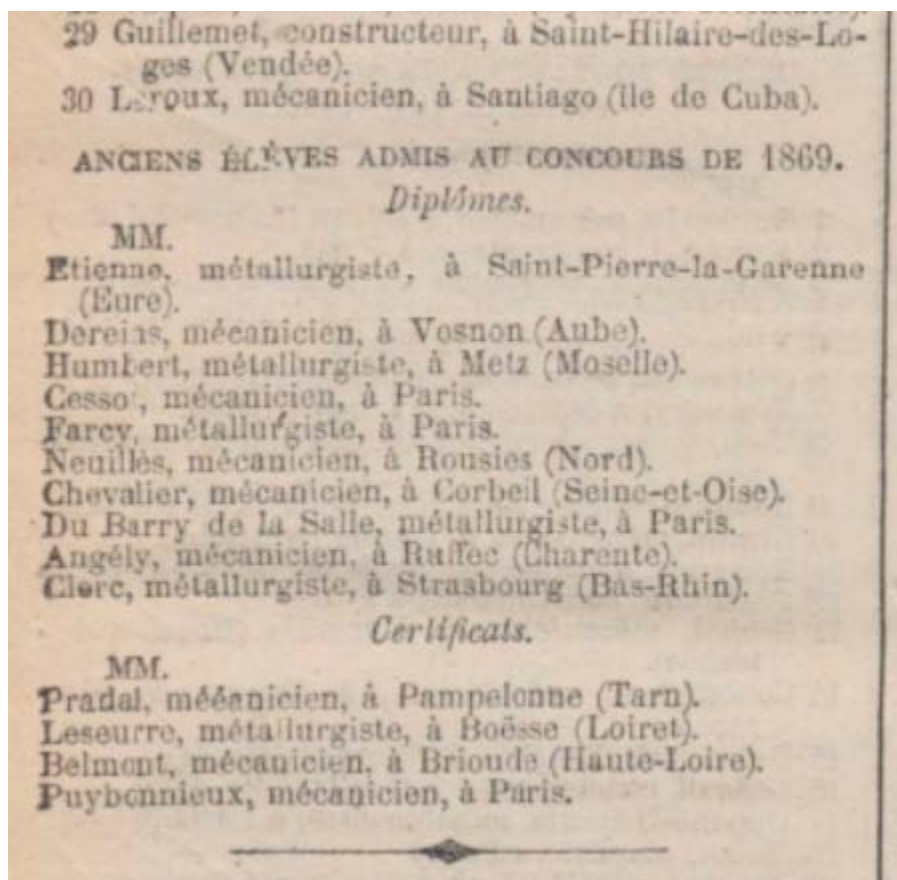 29 Guillemet, constructeur, à Saint-Hilaire-des-Lo-
ges (Vendée).
30 Leroux, mécanicien, à Santiago (île de Cuba).
ANCIENS ÉLÈVES ADMIS AU CONCOURS DE 1869.
Diplômes.
MM.
Etienne, métallurgiste, à Saint-Pierre-la-Garenne
(Eure).
Dereins, mécanicien, à Vosnon (Aube).
Humbert, métallurgiste, à Metz (Moselle).
Cessot, mécanicien, à Paris.
Farcy, métallurgiste, à Paris.
Neuillès, mécanicien, à Rousies (Nord).
Chevalier, mécanicien, à Corbeil (Seine-et-Oise).
Du Barry de la Salle, métallurgiste, à Paris.
Angély, mécanicien, à Ruffec (Charente).
Clerc, métallurgiste, à Strasbourg (Bas-Rhin).
Certificats.
MM.
Pradal, mééanicien, à Pampelonne (Tarn).
Leseurre, métallurgiste, à Boësse (Loiret).
Belmont, mécanicien, à Brioude (Haute-Loire).
Puybonnieux, mécanicien, à Paris.